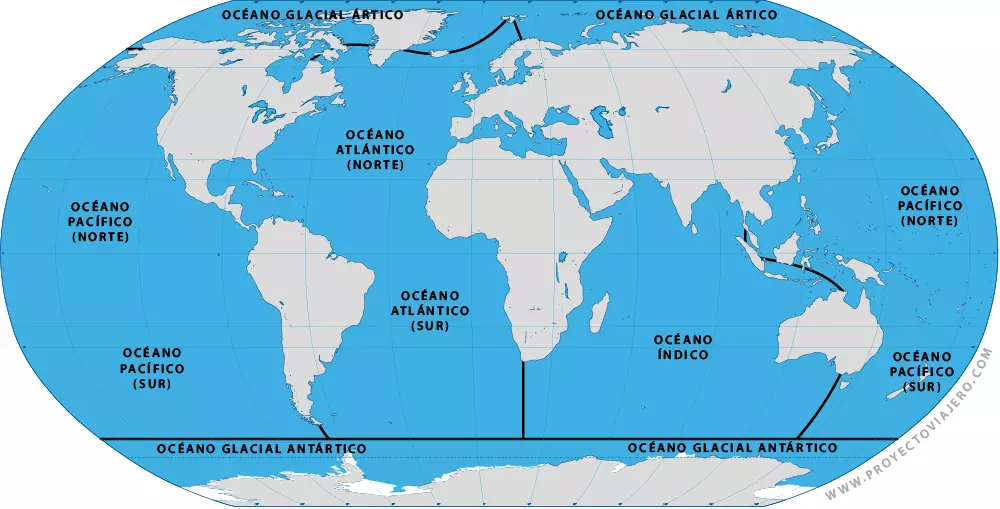 OCÉANO GLACIAL ÁRTICO
OCÉANO GLACIAL ÁRTICO
OCÉANO
ATLÁNTICO
(NORTE)
OCÉANO
PACÍFICO
(NORTE)
OCÉANO
PACÍFICO
(NORTE)
OCÉANO
ATLÁNTICO
(SUR)
OCÉANO
ÍNDICO
OCÉANO
PACÍFICO
(SUR)
OCÉANO
PACÍFICO
(SUR)
OCÉANO GLACIAL ANTÁRTICO
OCÉANO GLACIAL ANTÁRTICO
WWW.PROYECTOVIAJERO.COM